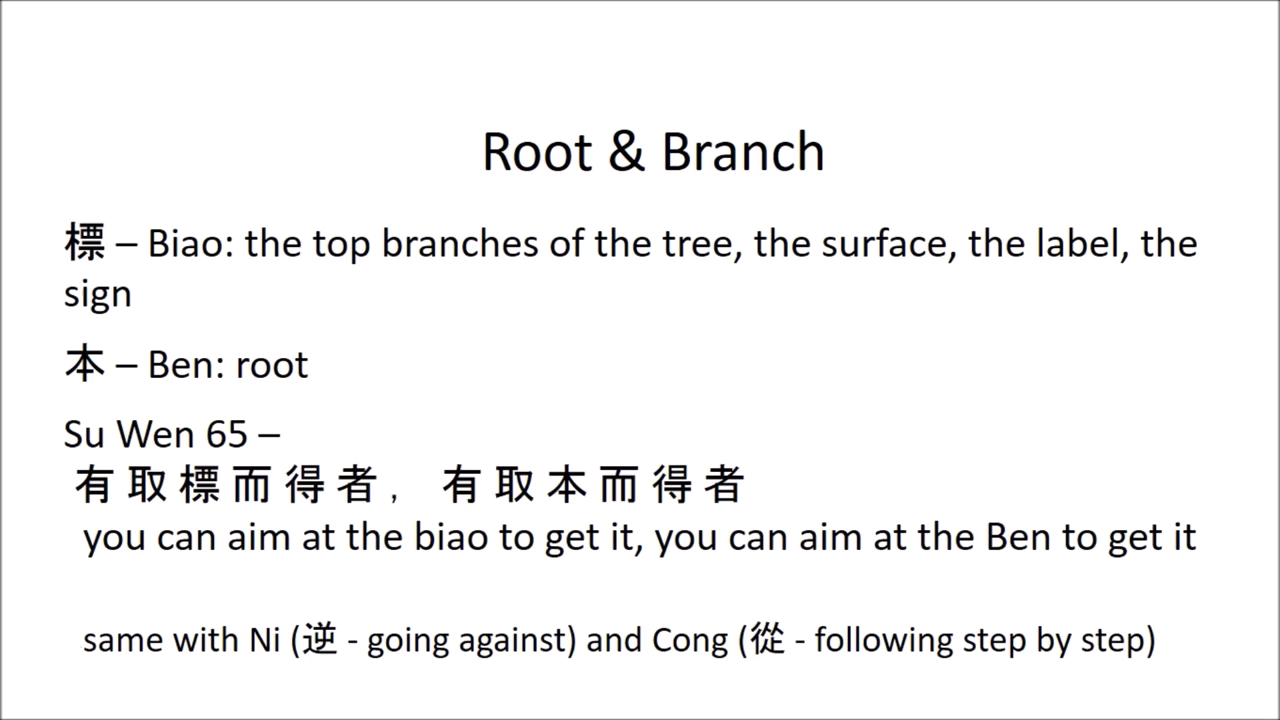 Root & Branch
標 – Biao: the top branches of the tree, the surface, the label, the
sign
本 – Ben: root
Su Wen 65 –
有 取 標 而 得 者 , 有 取 本 而 得 者
you can aim at the biao to get it, you can aim at the Ben to get it
same with Ni (逆 - going against) and Cong (從 - following step by step)